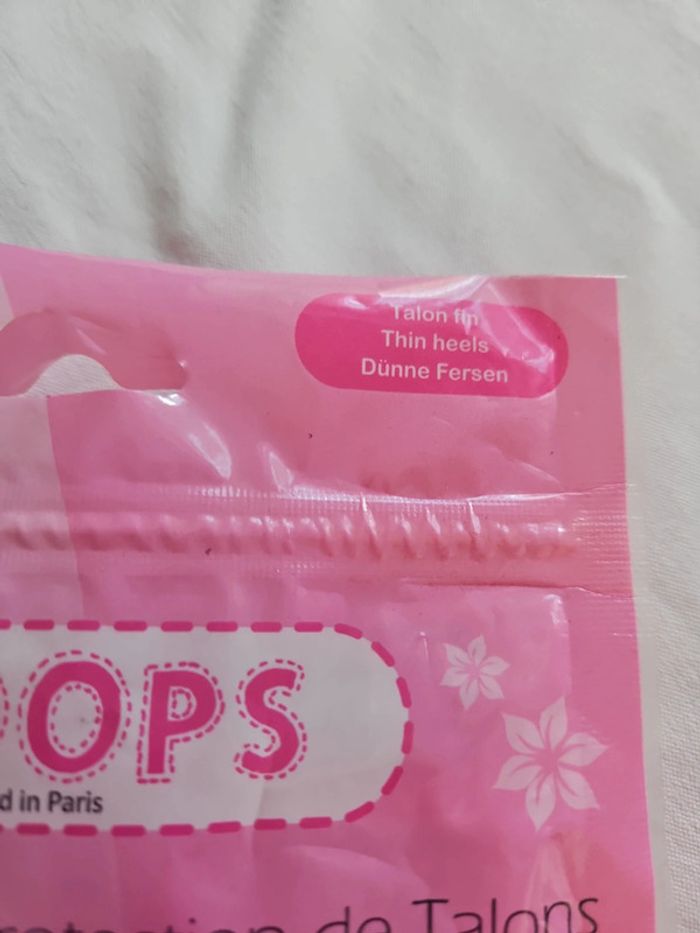 Talon fin
Thin heels
Dünne Fersen
OPS
d in Paris
de Talons